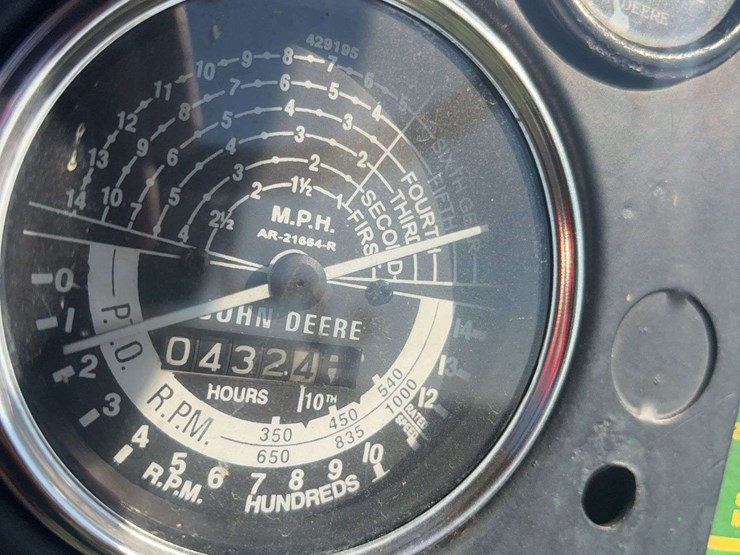 DEERE
429195
14 13 12 11 10 9 8 7 6 5
10 9 8 7 6 5 4
7 6 5 4 3
5 4 3 2
4 3 2
2½ 2 1½ 1
SIXTH GEAR
FIFTH
FOURTH
THIRD
SECOND
FIRST
M.P.H.
AR-21664-R
JOHN DEERE
04324
HOURS 10TH
P.T.O. R.P.M.
350 450 540
650 835 1000
RATED
SPEED
0 1 2 3 4 5 6 7 8 9 10 11 12 13 14
R.P.M. HUNDREDS